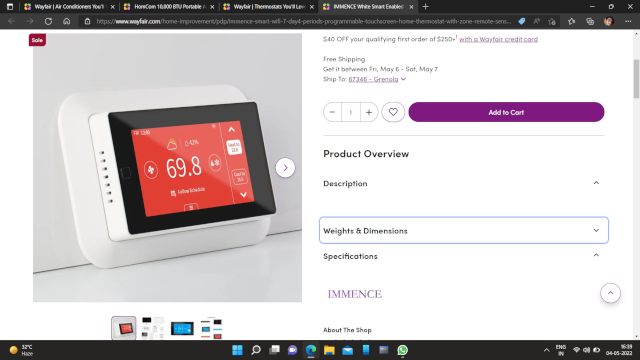 Wayfair | Air Conditioners You'll
HomCom 10,000 BTU Portable A
Wayfair | Thermostats You'll Love
IMMENCE White Smart Enabled
https://www.wayfair.com/home-improvement/pdp/immence-smart-wifi-7-day4-periods-programmable-touchscreen-home-thermostat-with-zone-remote-sens...
Sale
$40 OFF your qualifying first order of $250+¹ with a Wayfair credit card
Free Shipping
Get it between Fri, May 6 - Sat, May 7
Ship To: 67346 - Grenola
1
Add to Cart
69.8
Follow Schedule
Product Overview
Description
Weights & Dimensions
Specifications
IMMENCE
About The Shop
32°C
Haze
ENG
IN
16:39
04-05-2022